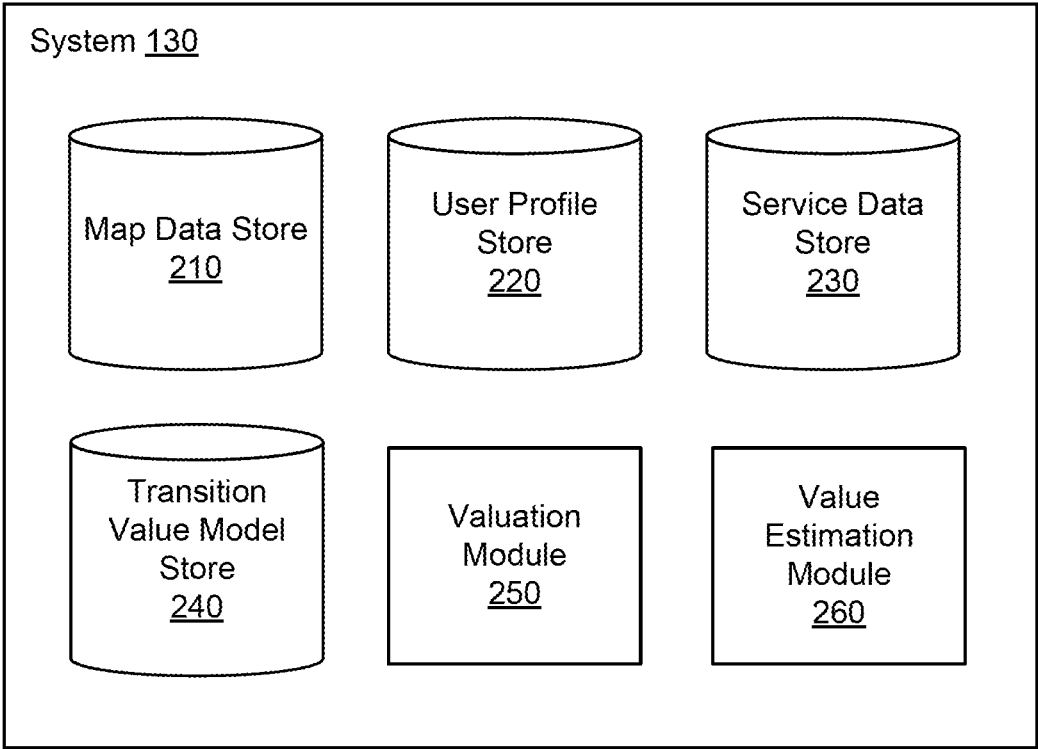 System 130
Map Data Store
210
User Profile
Store
220
Service Data
Store
230
Transition
Value Model
Store
240
Valuation
Module
250
Value
Estimation
Module
260